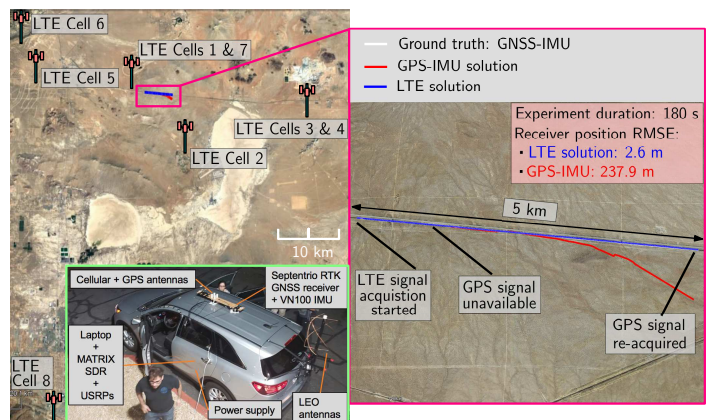 LTE Cell 6
LTE Cells 1 & 7
LTE Cell 5
LTE Cells 3 & 4
LTE Cell 2
10 km
LTE
Cell 8
Cellular + GPS antennas
Septentrio RTK
GNSS receiver
+ VN100 IMU
Laptop
+
MATRIX
SDR
+
USRPs
Power supply
LEO
antennas
Ground truth: GNSS-IMU
GPS-IMU solution
LTE solution
Experiment duration: 180 s
Receiver position RMSE:
· LTE solution: 2.6 m
· GPS-IMU: 237.9 m
5 km
LTE signal
acquistion
started
GPS signal
unavailable
GPS signal
re-acquired